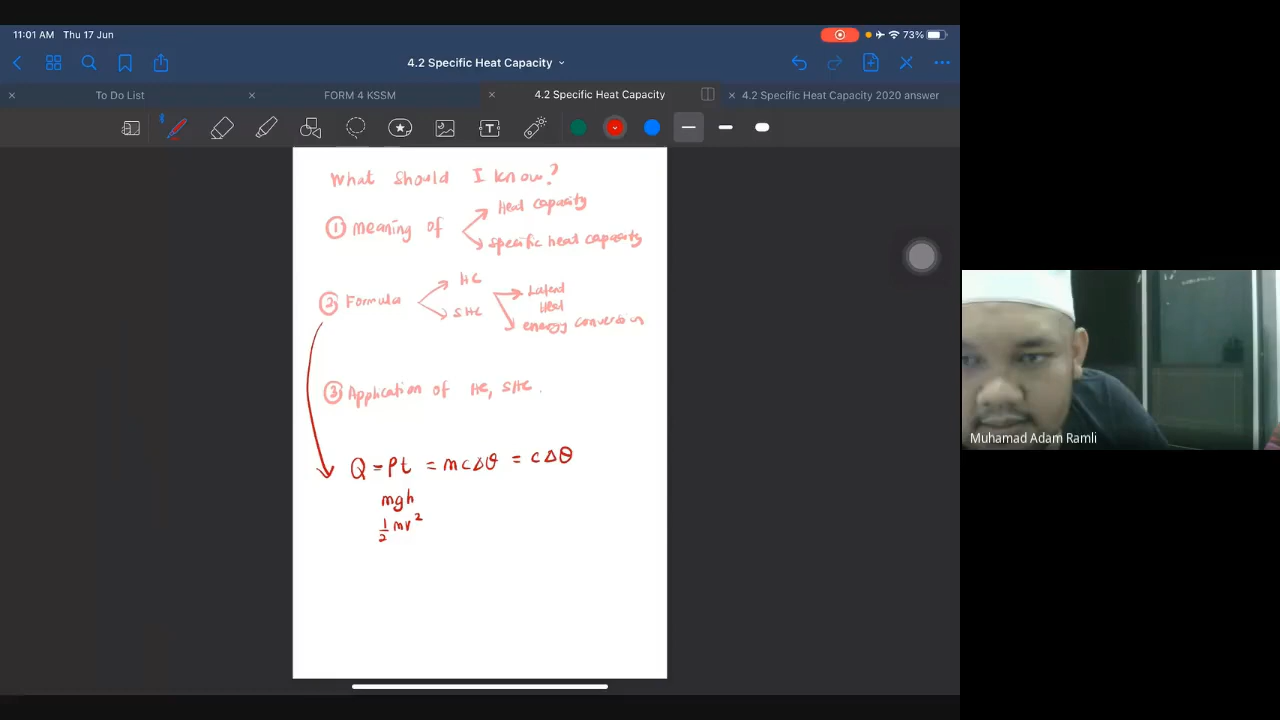 11:01 AM Thu 17 Jun
73%
4.2 Specific Heat Capacity
To Do List
FORM 4 KSSM
4.2 Specific Heat Capacity
4.2 Specific Heat Capacity 2020 answer
What should I know?
① Meaning of
Heat capacity
specific heat capacity
② Formula
HC
SHC
Latent
Heat
energy conversion
③ Application of HC, SHC.
Q = Pt = mcΔθ = cΔθ
mgh
½ mv²
Muhamad Adam Ramli